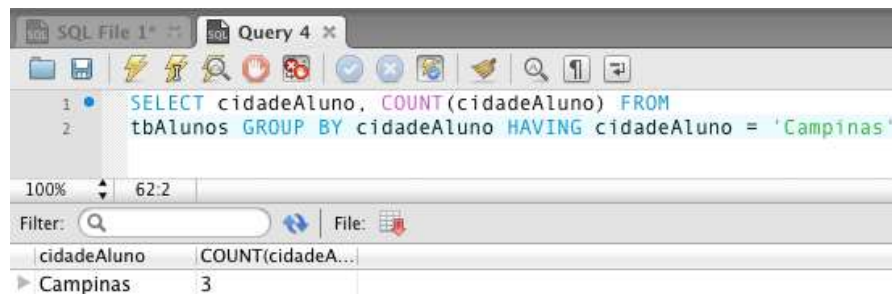 SQL File 1*
Query 4
1 SELECT cidadeAluno, COUNT(cidadeAluno) FROM
2 tbAlunos GROUP BY cidadeAluno HAVING cidadeAluno = 'Campinas'
100% 62:2
Filter: File:
cidadeAluno COUNT(cidadeA...
Campinas 3